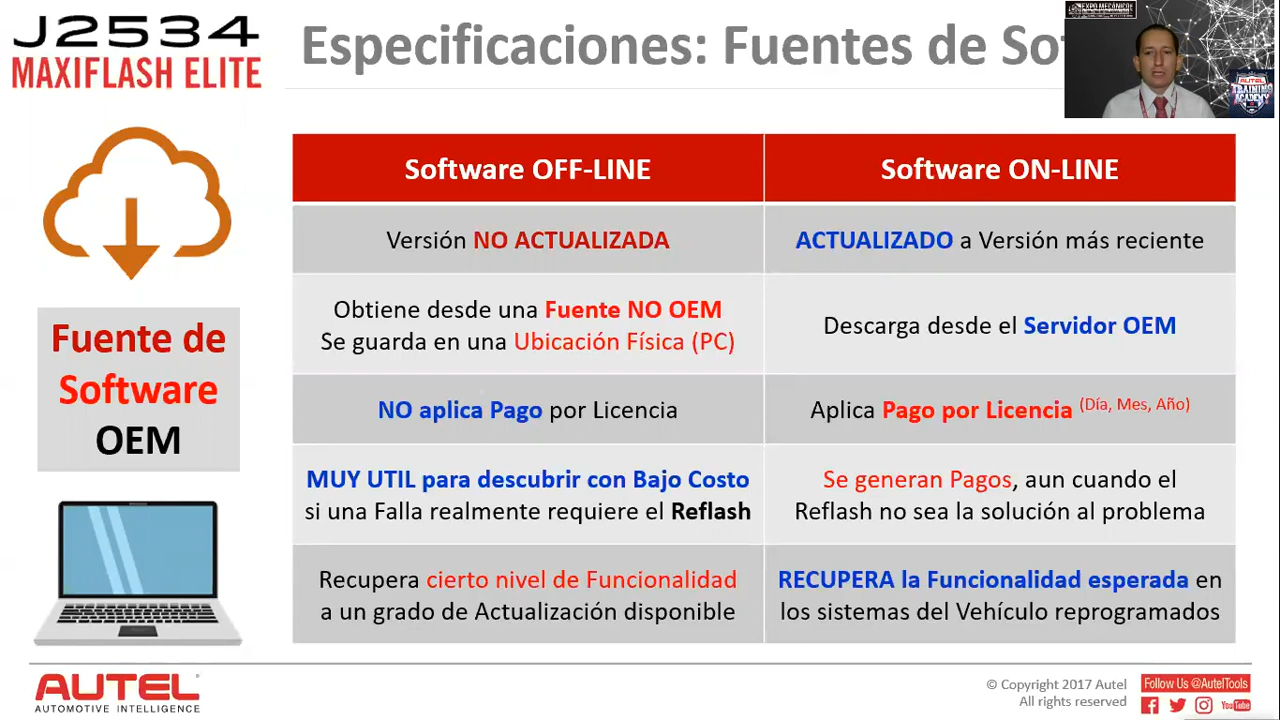 J2534
MAXIFLASH ELITE
Especificaciones: Fuentes de
EXPO MECÁNICO
AUTEL
TRAINING
ACADEMY
Fuente de
Software
OEM
Software OFF-LINE
Software ON-LINE
Versión NO ACTUALIZADA
ACTUALIZADO a Versión más reciente
Obtiene desde una Fuente NO OEM
Se guarda en una Ubicación Física (PC)
Descarga desde el Servidor OEM
NO aplica Pago por Licencia
Aplica Pago por Licencia (Día, Mes, Año)
MUY UTIL para descubrir con Bajo Costo
si una Falla realmente requiere el Reflash
Se generan Pagos, aun cuando el
Reflash no sea la solución al problema
Recupera cierto nivel de Funcionalidad
a un grado de Actualización disponible
RECUPERA la Funcionalidad esperada en
los sistemas del Vehículo reprogramados
AUTEL
AUTOMOTIVE INTELLIGENCE
© Copyright 2017 Autel
All rights reserved
Follow Us @AutelTools
YouTube